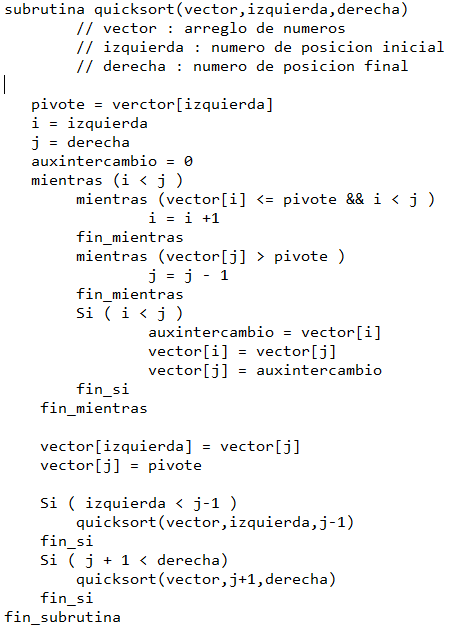 subrutina quicksort(vector,izquierda,derecha)
// vector : arreglo de numeros
// izquierda : numero de posicion inicial
// derecha : numero de posicion final
pivote = verctor[izquierda]
i = izquierda
j = derecha
auxintercambio = 0
mientras (i < j )
mientras (vector[i] <= pivote && i < j )
i = i +1
fin_mientras
mientras (vector[j] > pivote )
j = j - 1
fin_mientras
Si ( i < j )
auxintercambio = vector[i]
vector[i] = vector[j]
vector[j] = auxintercambio
fin_si
fin_mientras
vector[izquierda] = vector[j]
vector[j] = pivote
Si ( izquierda < j-1 )
quicksort(vector,izquierda,j-1)
fin_si
Si ( j + 1 < derecha)
quicksort(vector,j+1,derecha)
fin_si
fin_subrutina